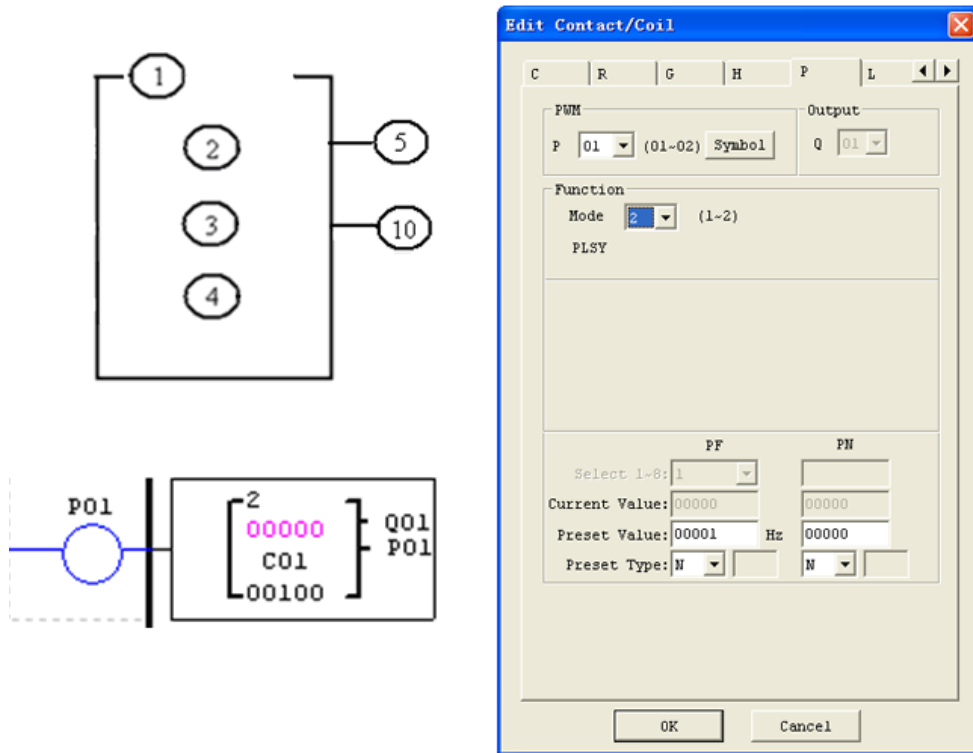 1
2
3
4
5
10
P01
2
00000
C01
00100
Q01
P01
Edit Contact/Coil
C R G H P L
PWM
P 01 (01~02) Symbol
Output
Q 01
Function
Mode 2 (1~2)
PLSY
PF PN
Select 1~8: 1
Current Value: 00000 00000
Preset Value: 00001 Hz 00000
Preset Type: N N
OK Cancel